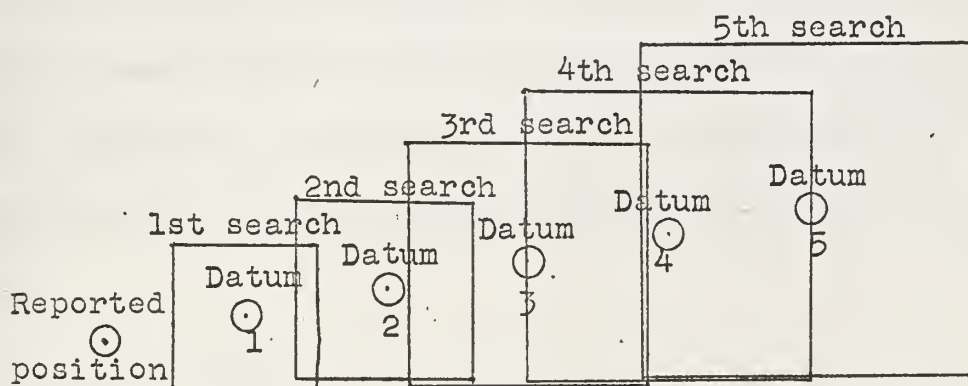 5th search
4th search
3rd search
2nd search
1st search
Datum
5
Datum
4
Datum
3
Datum
2
Datum
1
Reported
position